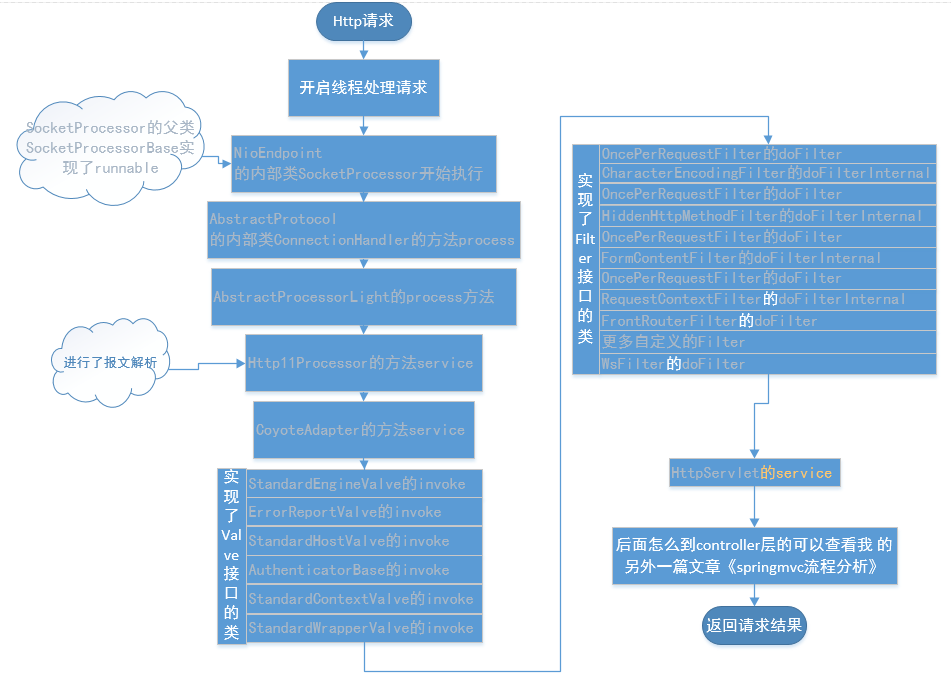 Http请求
开启线程处理请求
SocketProcessor的父类
SocketProcessorBase实
现了runnable
NioEndpoint
的内部类SocketProcessor开始执行
AbstractProtocol
的内部类ConnectionHandler的方法process
AbstractProcessorLight的process方法
进行了报文解析
Http11Processor的方法service
CoyoteAdapter的方法service
实
现
了
Val
ve
接
口
的
类
StandardEngineValve的invoke
ErrorReportValve的invoke
StandardHostValve的invoke
AuthenticatorBase的invoke
StandardContextValve的invoke
StandardWrapperValve的invoke
实
现
了
Filt
er
接
口
的
类
OncePerRequestFilter的doFilter
CharacterEncodingFilter的doFilterInternal
OncePerRequestFilter的doFilter
HiddenHttpMethodFilter的doFilterInternal
OncePerRequestFilter的doFilter
FormContentFilter的doFilterInternal
OncePerRequestFilter的doFilter
RequestContextFilter的doFilterInternal
FrontRouterFilter的doFilter
更多自定义的Filter
WsFilter的doFilter
HttpServlet的service
后面怎么到controller层的可以查看我 的
另外一篇文章《springmvc流程分析》
返回请求结果